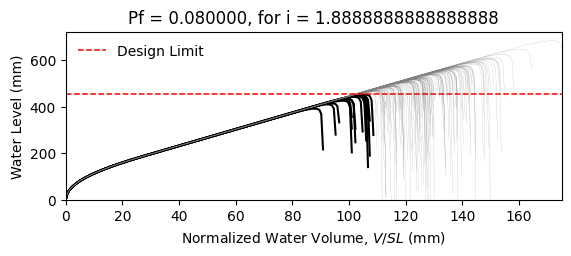 Pf = 0.080000, for i = 1.8888888888888888
Design Limit
Water Level (mm)
600
400
200
0
0 20 40 60 80 100 120 140 160
Normalized Water Volume, V/SL (mm)